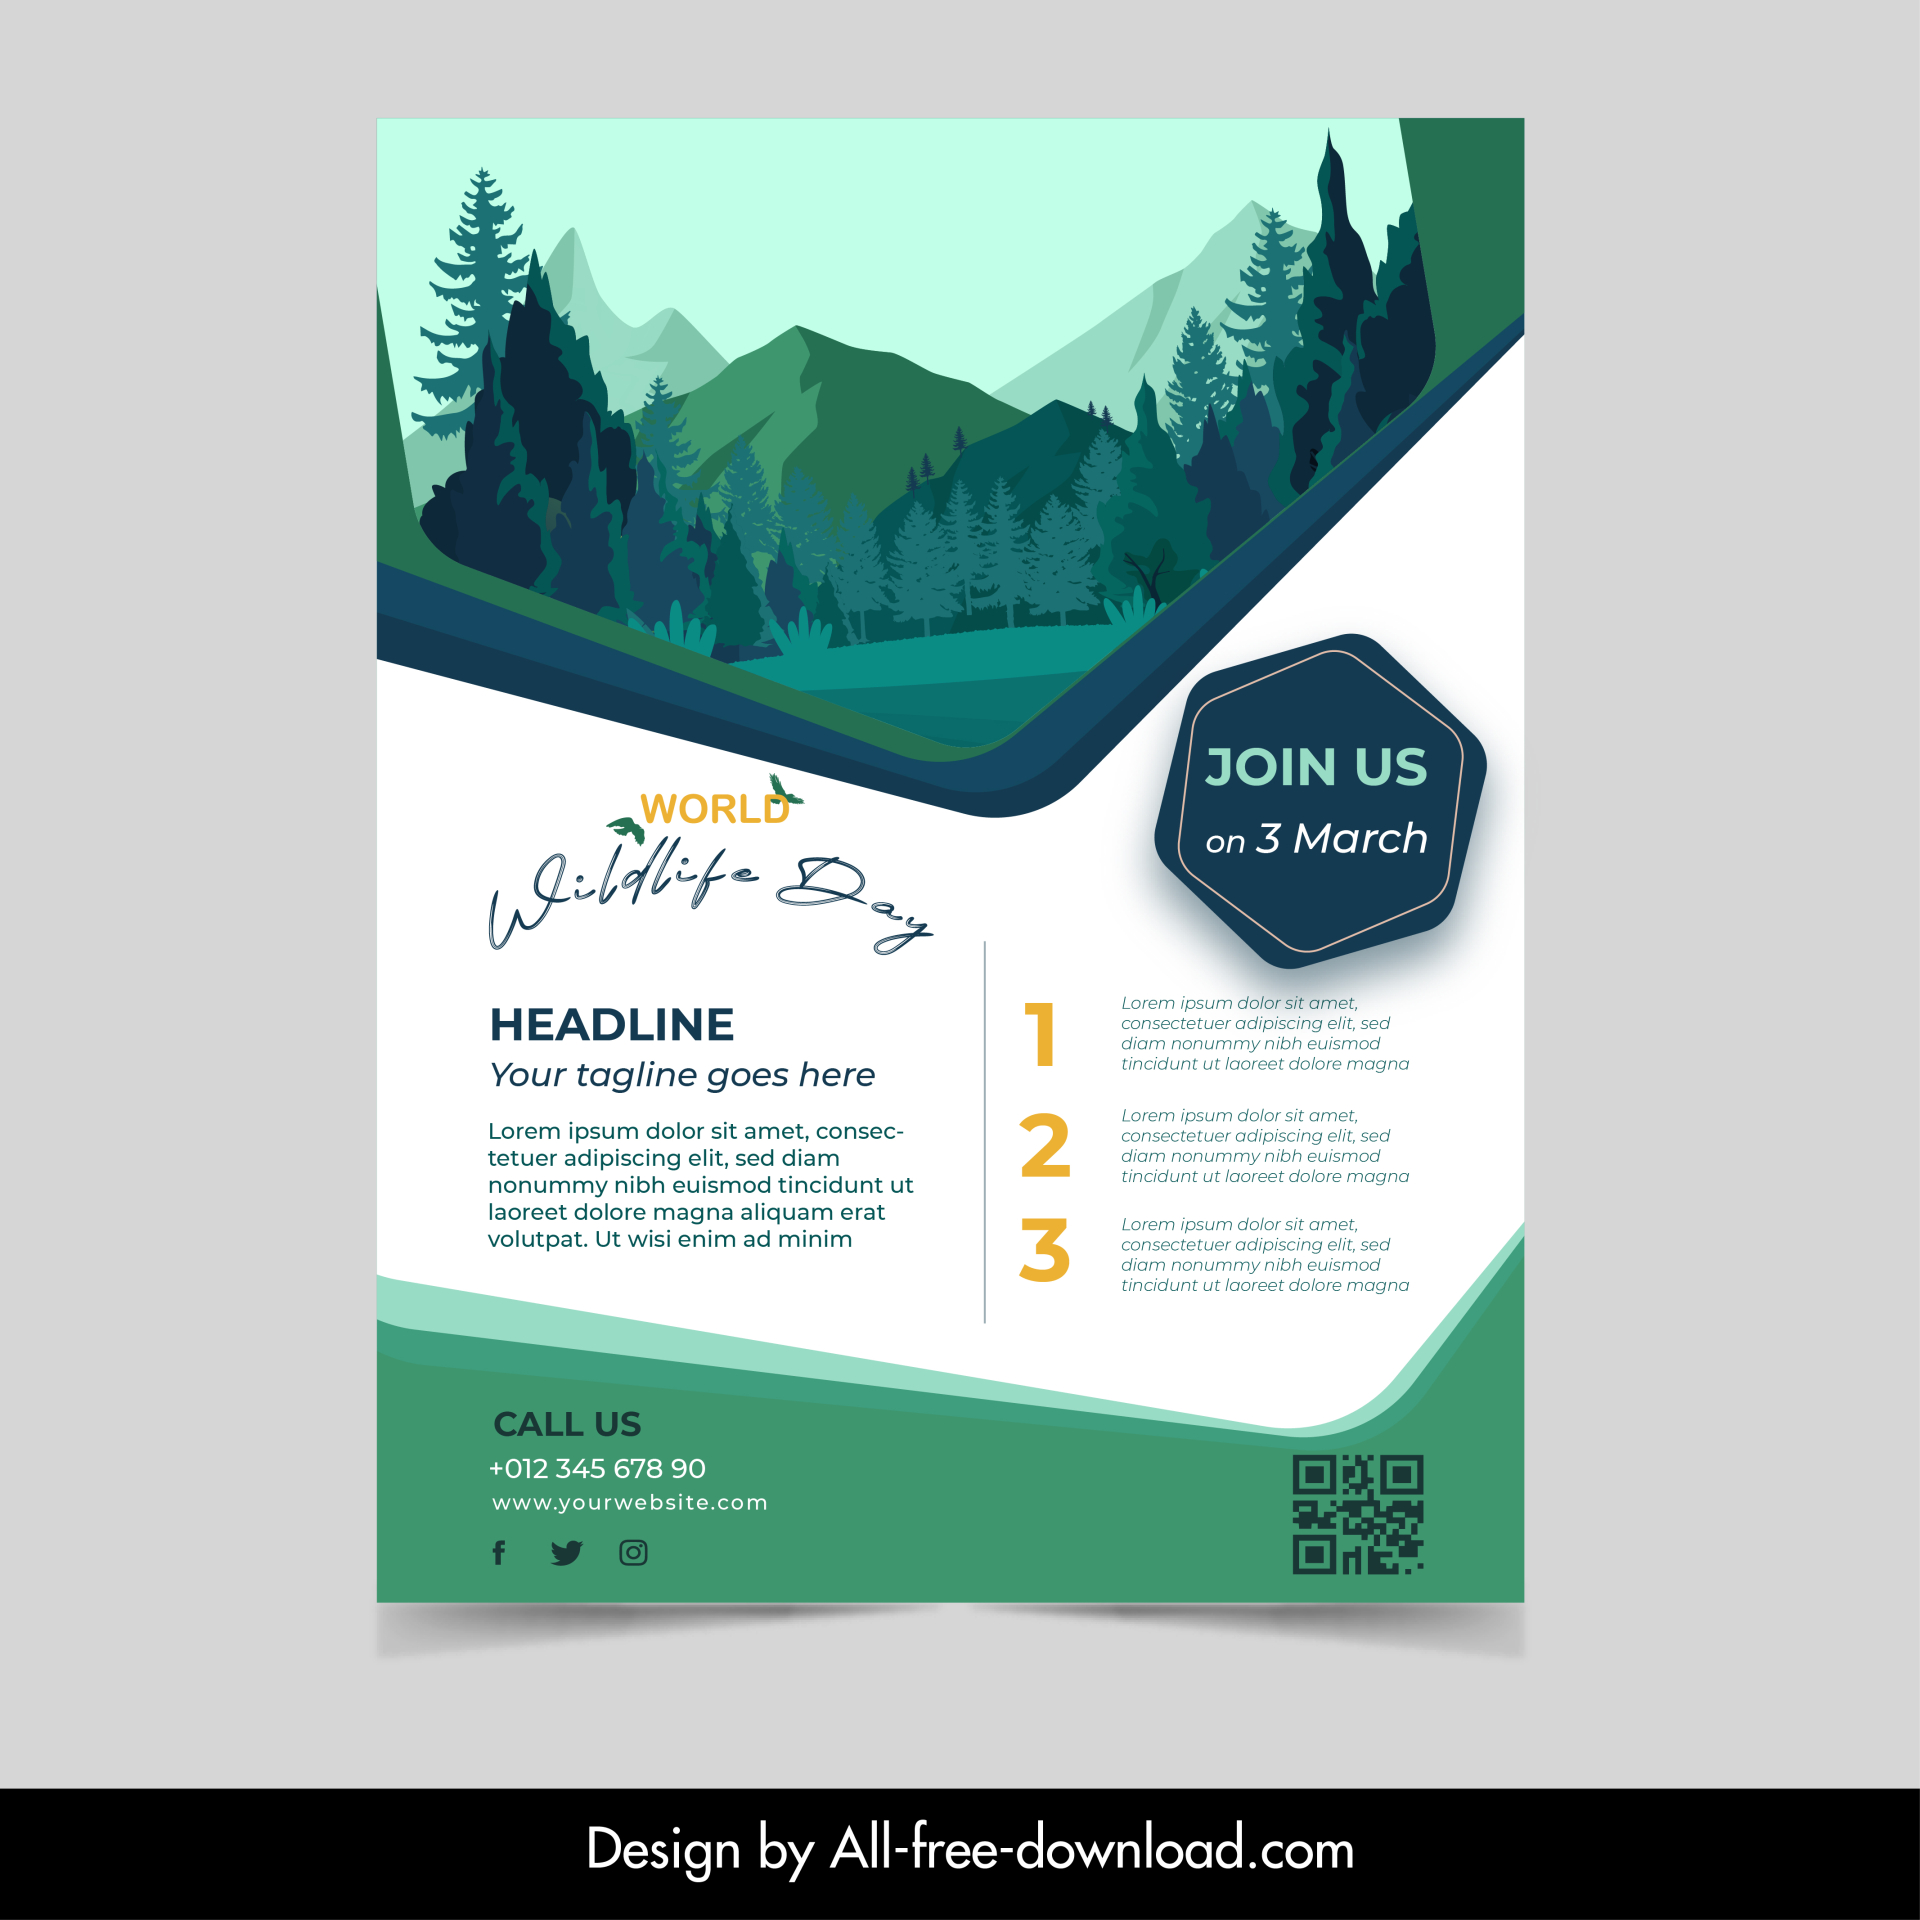 WORLD
Wildlife Day
JOIN US
on 3 March
HEADLINE
Your tagline goes here
Lorem ipsum dolor sit amet, consec-
tetuer adipiscing elit, sed diam
nonummy nibh euismod tincidunt ut
laoreet dolore magna aliquam erat
volutpat. Ut wisi enim ad minim
1
Lorem ipsum dolor sit amet,
consectetuer adipiscing elit, sed
diam nonummy nibh euismod
tincidunt ut laoreet dolore magna
2
Lorem ipsum dolor sit amet,
consectetuer adipiscing elit, sed
diam nonummy nibh euismod
tincidunt ut laoreet dolore magna
3
Lorem ipsum dolor sit amet,
consectetuer adipiscing elit, sed
diam nonummy nibh euismod
tincidunt ut laoreet dolore magna
CALL US
+012 345 678 90
www.yourwebsite.com
Design by All-free-download.com